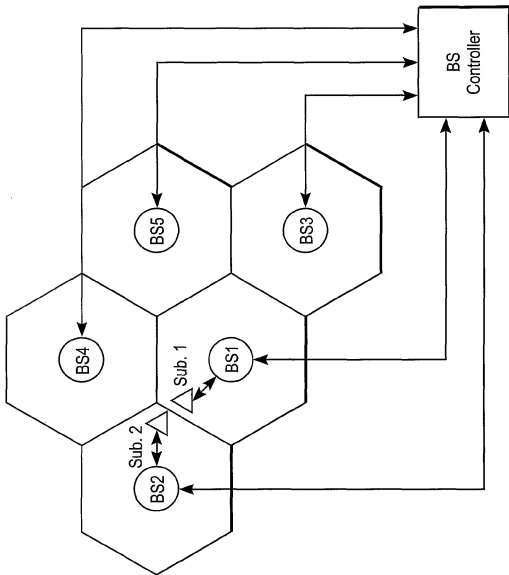 BS
Controller
BS5
BS3
BS4
Sub. 1
BS1
Sub. 2
BS2